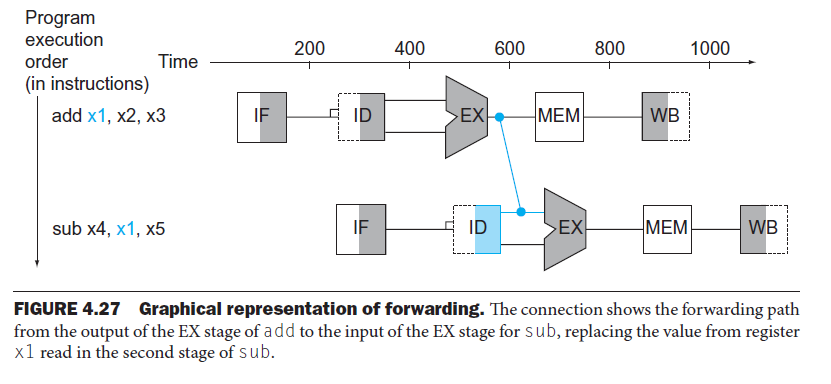 Program
execution
order
(in instructions)
Time
200 400 600 800 1000
add x1, x2, x3
IF ID EX MEM WB
sub x4, x1, x5
IF ID EX MEM WB
FIGURE 4.27 Graphical representation of forwarding. The connection shows the forwarding path
from the output of the EX stage of add to the input of the EX stage for sub, replacing the value from register
x1 read in the second stage of sub.